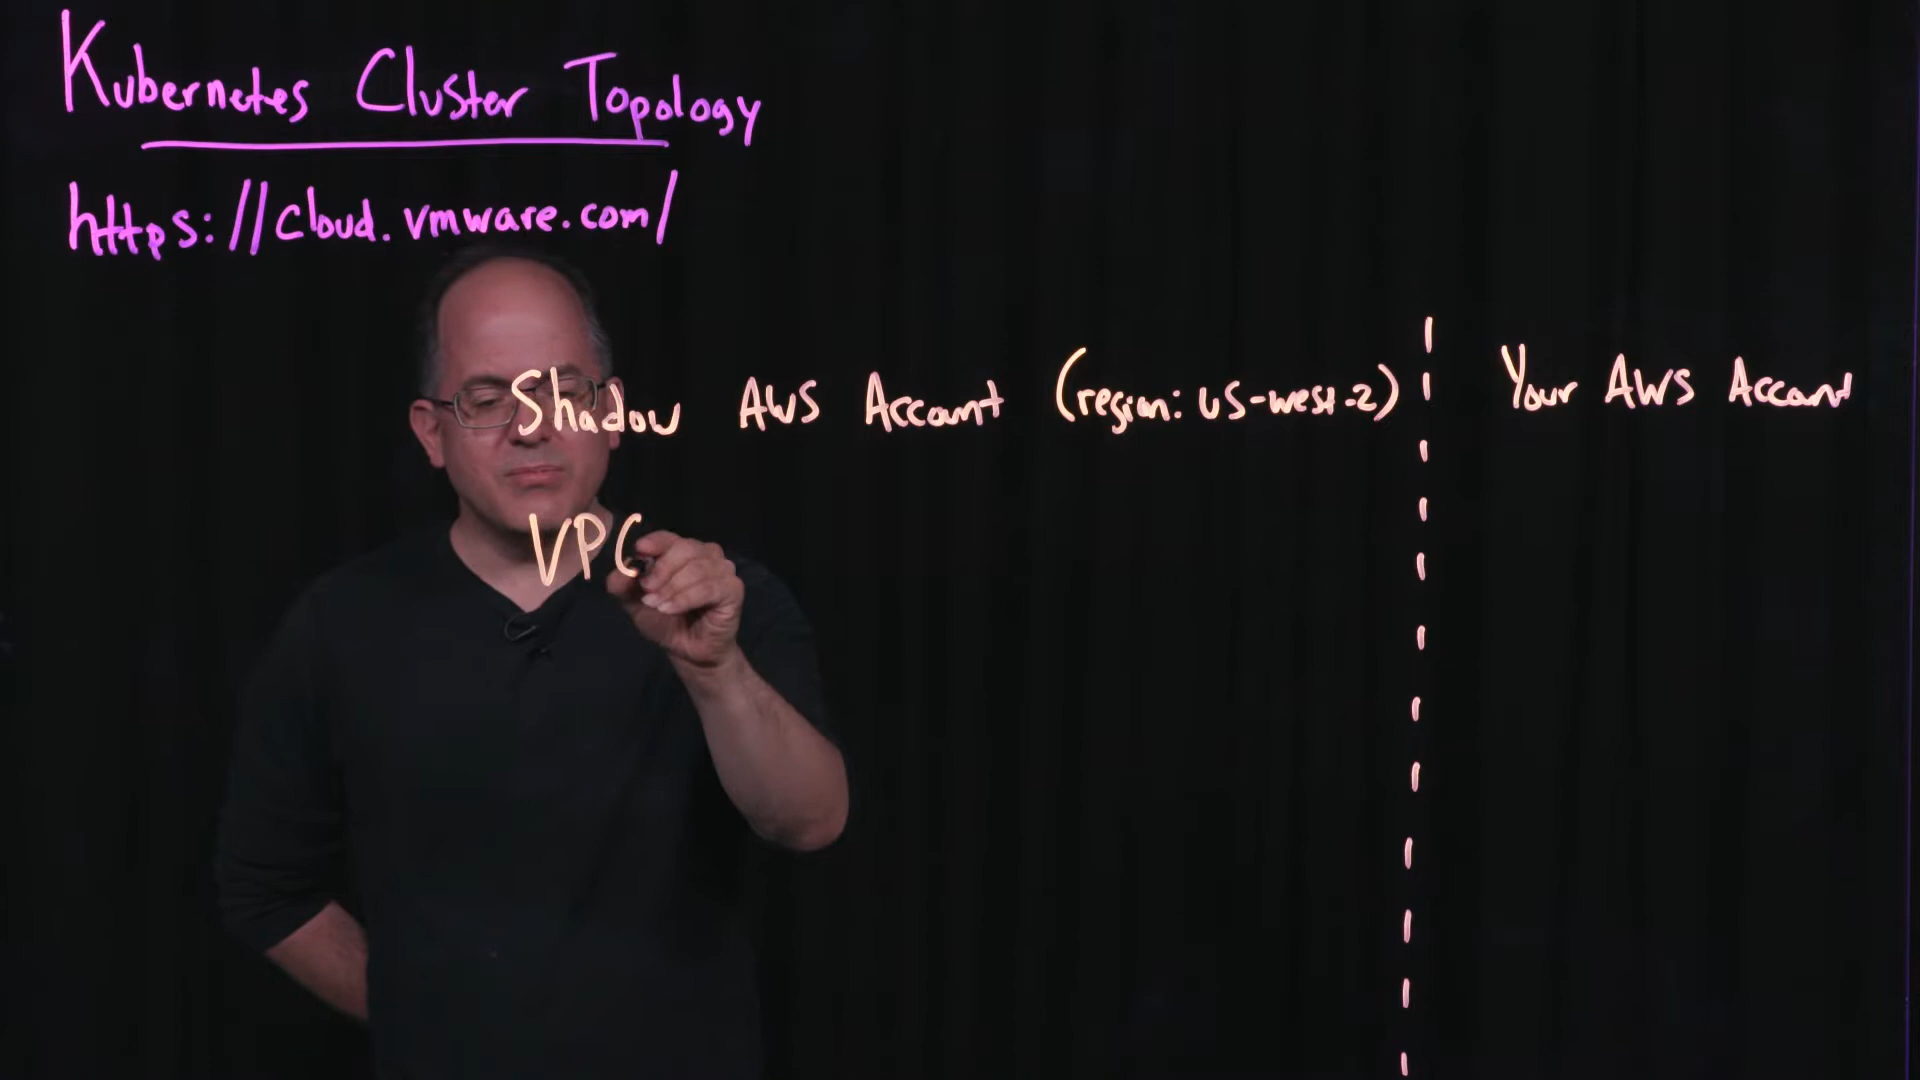 Kubernetes Cluster Topology
https://cloud.vmware.com/
Shadow AWS Account (region: us-west-2)
Your AWS Account
VPC